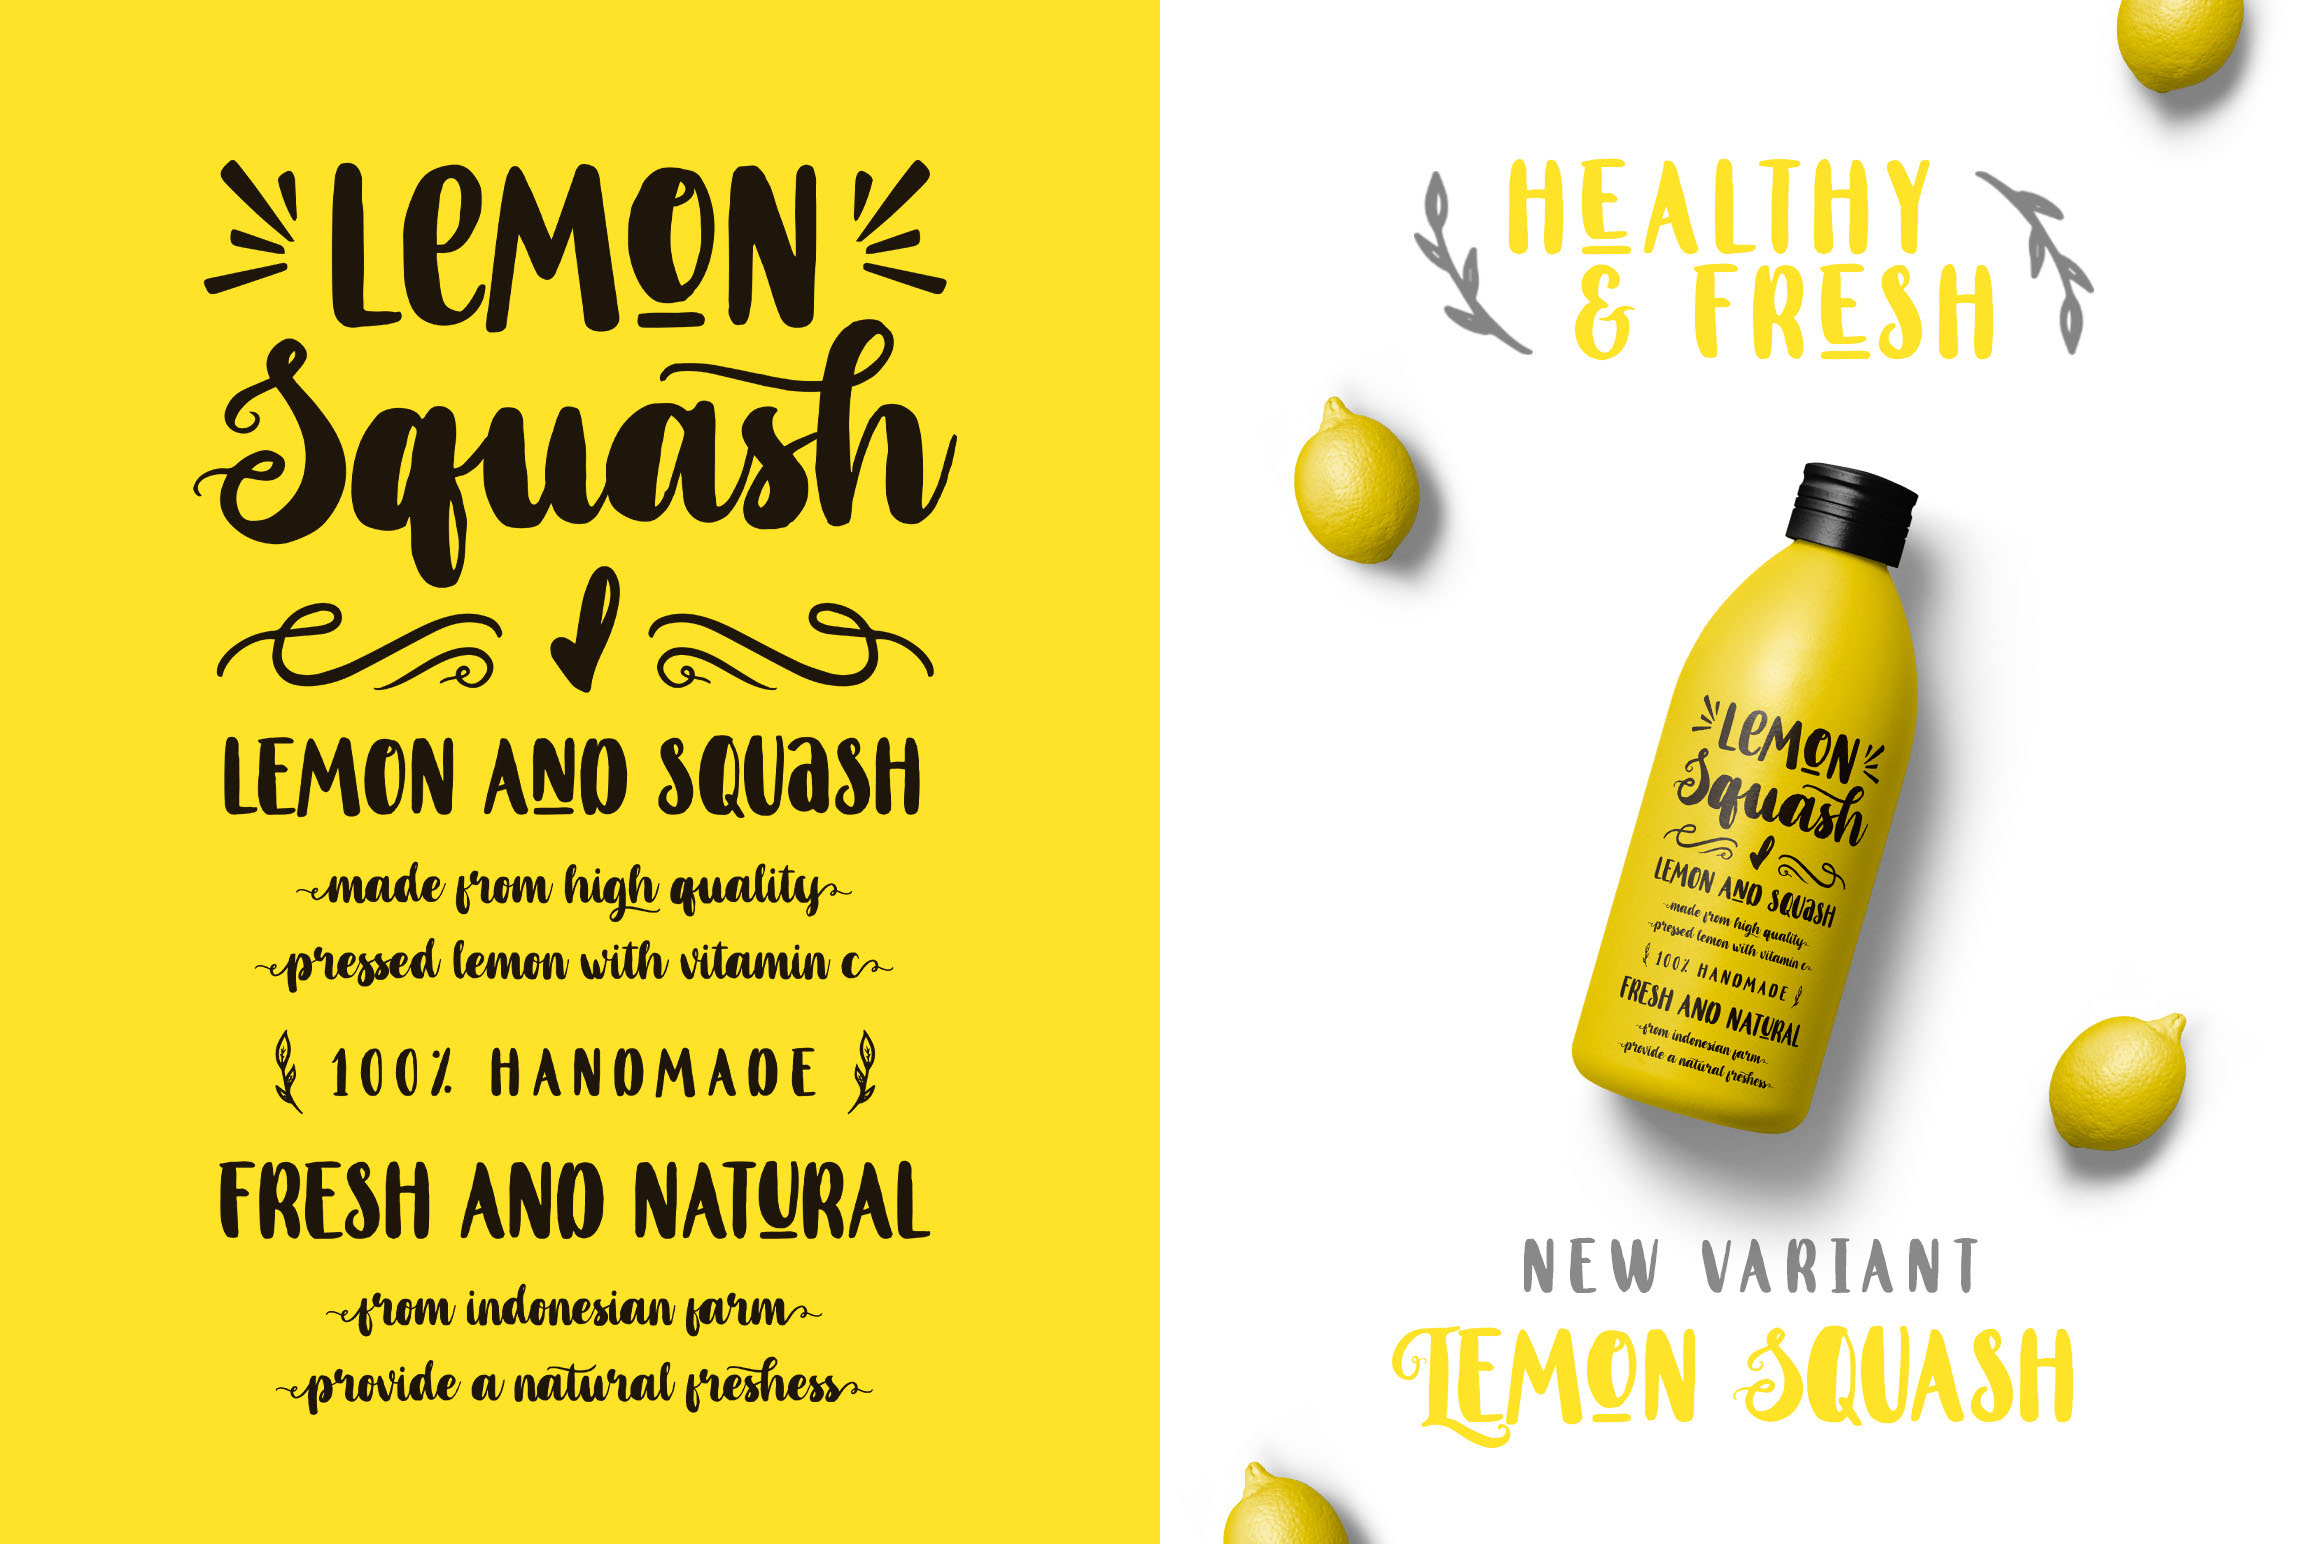 LeMON
Squash
LEMON AND SQUaSH
made from high quality
pressed lemon with vitamin c
100% HANDMADE
FRESH AND NATURAL
from indonesian farm
provide a natural freshess
HEALTHY
& FRESH
LeMON
Squash
LEMON AND SQUaSH
made from high quality
pressed lemon with vitamin c
100% HANDMADE
FRESH AND NATURAL
from indonesian farm
provide a natural freshess
NEW VARIANT
LEMON SQUASH